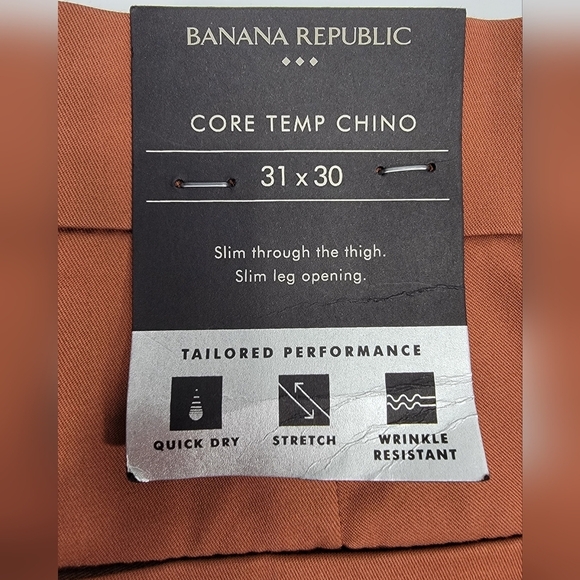 BANANA REPUBLIC
CORE TEMP CHINO
31 x 30
Slim through the thigh.
Slim leg opening.
TAILORED PERFORMANCE
QUICK DRY
STRETCH
WRINKLE
RESISTANT